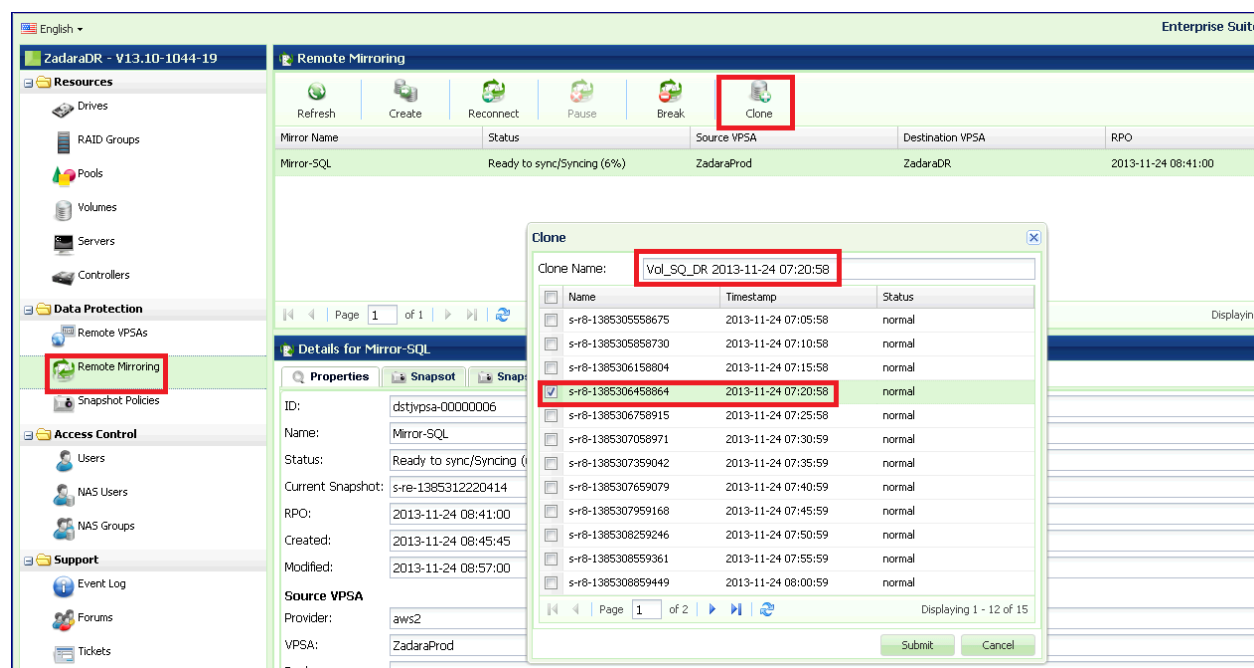 English
Enterprise Suite
ZadaraDR - V13.10-1044-19
Resources
Drives
RAID Groups
Pools
Volumes
Servers
Controllers
Data Protection
Remote VPSAs
Remote Mirroring
Snapshot Policies
Access Control
Users
NAS Users
NAS Groups
Support
Event Log
Forums
Tickets
Remote Mirroring
Refresh Create Reconnect Pause Break Clone
Mirror Name Status Source VPSA Destination VPSA RPO
Mirror-SQL Ready to sync/Syncing (6%) ZadaraProd ZadaraDR 2013-11-24 08:41:00
Page 1 of 1
Displayin
Details for Mirror-SQL
Properties Snapsot Snap
ID: dstjvpsa-00000006
Name: Mirror-SQL
Status: Ready to sync/Syncing (
Current Snapshot: s-re-1385312220414
RPO: 2013-11-24 08:41:00
Created: 2013-11-24 08:45:45
Modified: 2013-11-24 08:57:00
Source VPSA
Provider: aws2
VPSA: ZadaraProd
Clone
Clone Name: Vol_SQ_DR 2013-11-24 07:20:58
Name Timestamp Status
s-r8-1385305558675 2013-11-24 07:05:58 normal
s-r8-1385305858730 2013-11-24 07:10:58 normal
s-r8-1385306158804 2013-11-24 07:15:58 normal
s-r8-1385306458864 2013-11-24 07:20:58 normal
s-r8-1385306758915 2013-11-24 07:25:58 normal
s-r8-1385307058971 2013-11-24 07:30:59 normal
s-r8-1385307359042 2013-11-24 07:35:59 normal
s-r8-1385307659079 2013-11-24 07:40:59 normal
s-r8-1385307959168 2013-11-24 07:45:59 normal
s-r8-1385308259246 2013-11-24 07:50:59 normal
s-r8-1385308559361 2013-11-24 07:55:59 normal
s-r8-1385308859449 2013-11-24 08:00:59 normal
Page 1 of 2
Displaying 1 - 12 of 15
Submit Cancel